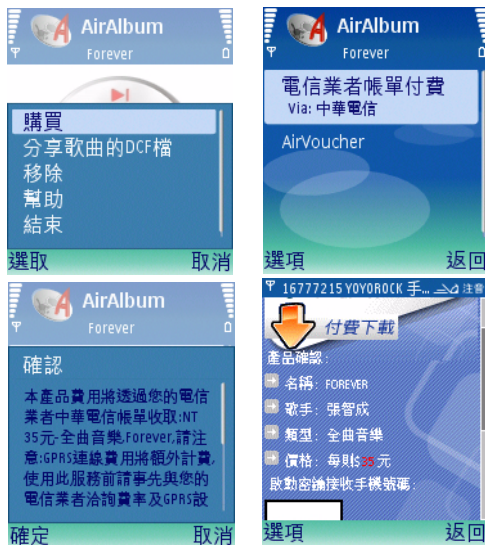 AirAlbum
Forever
購買
分享歌曲的DCF檔
移除
幫助
結束
選取
取消
AirAlbum
Forever
電信業者帳單付費
Via: 中華電信
AirVoucher
選項
返回
AirAlbum
Forever
確認
本產品費用將透過您的電信
業者中華電信帳單收取:NT
35元-全曲音樂,Forever,請注
意:GPRS連線費用將額外計費,
使用此服務前請事先與您的
電信業者洽詢費率及GPRS設
確定
取消
16777215 YOYOROCK 手... 注音
付費下載
產品確認:
名稱: FOREVER
歌手: 張智成
類型: 全曲音樂
價格: 每則$35元
啟動密鑰接收手機號碼:
選項
返回